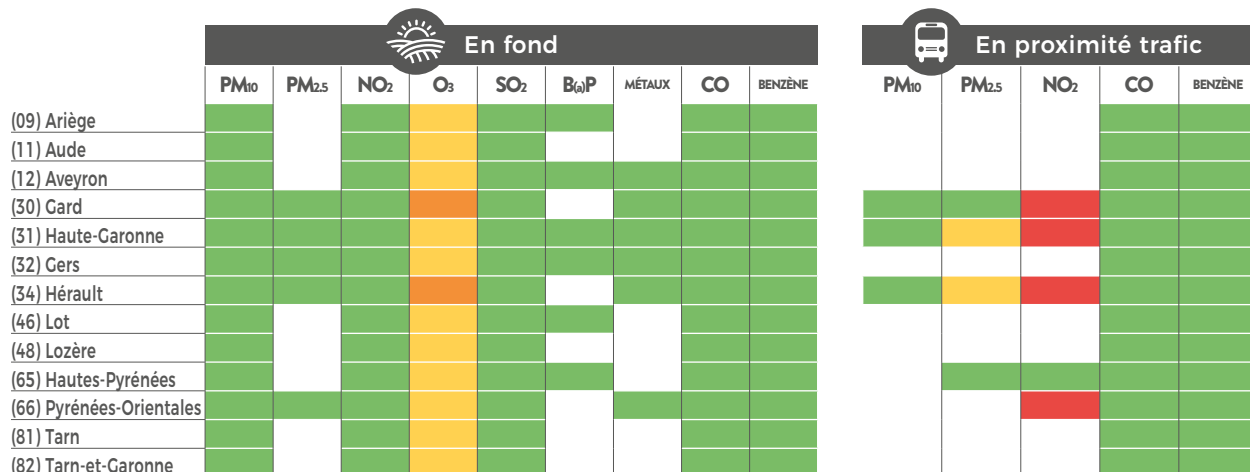 En fond
En proximité trafic
PM10 PM2.5 NO2 O3 SO2 B(a)P MÉTAUX CO BENZÈNE PM10 PM2.5 NO2 CO BENZÈNE
(09) Ariège
(11) Aude
(12) Aveyron
(30) Gard
(31) Haute-Garonne
(32) Gers
(34) Hérault
(46) Lot
(48) Lozère
(65) Hautes-Pyrénées
(66) Pyrénées-Orientales
(81) Tarn
(82) Tarn-et-Garonne